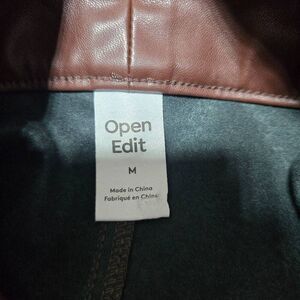 Open
Edit
M
Made in China
Fabriqué en Chine